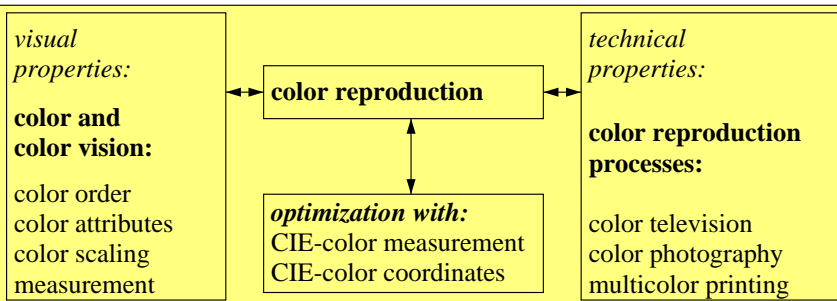 visual
properties:
color and
color vision:
color order
color attributes
color scaling
measurement
color reproduction
optimization with:
CIE-color measurement
CIE-color coordinates
technical
properties:
color reproduction
processes:
color television
color photography
multicolor printing